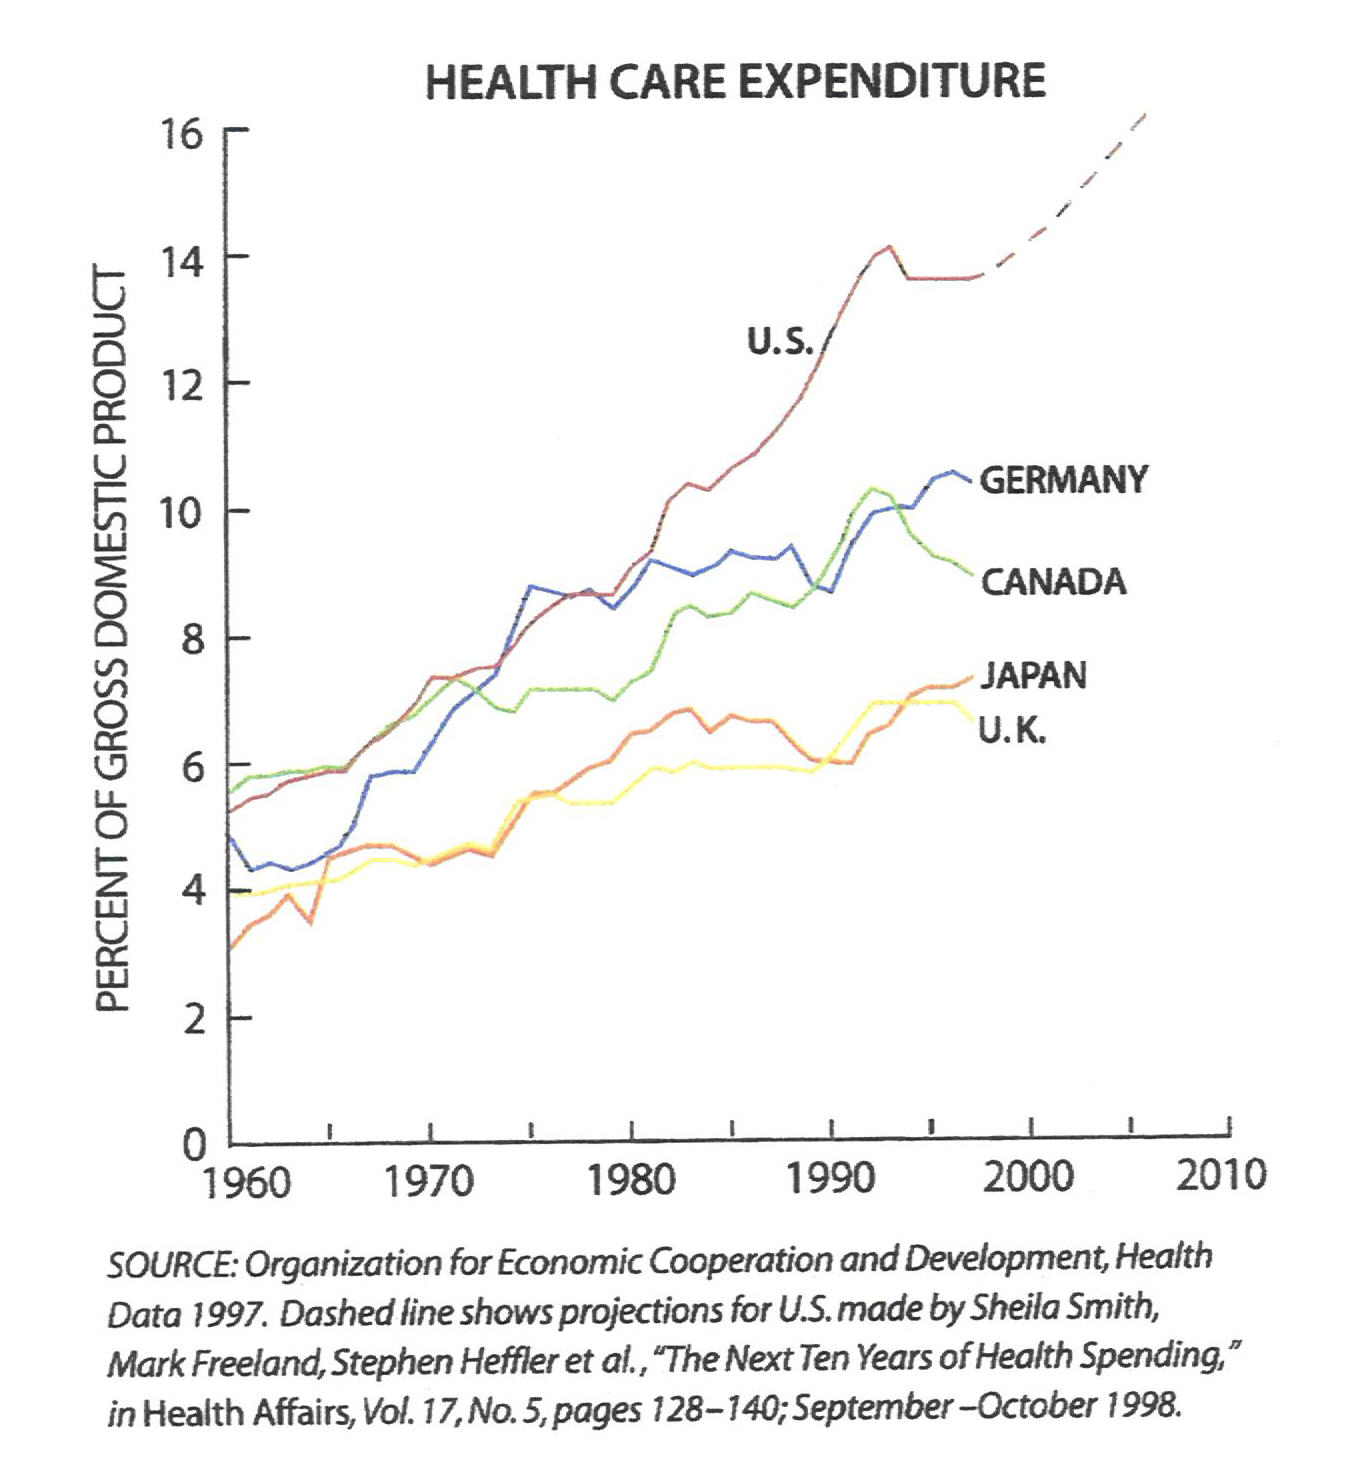 HEALTH CARE EXPENDITURE
PERCENT OF GROSS DOMESTIC PRODUCT
16
14
12
10
8
6
4
2
0
U.S.
GERMANY
CANADA
JAPAN
U.K.
1960 1970 1980 1990 2000 2010
SOURCE: Organization for Economic Cooperation and Development, Health
Data 1997. Dashed line shows projections for U.S. made by Sheila Smith,
Mark Freeland, Stephen Heffler et al., “The Next Ten Years of Health Spending,”
in Health Affairs, Vol. 17, No. 5, pages 128–140; September–October 1998.